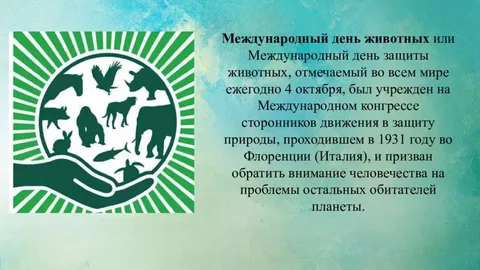 Международный день животных или
Международный день защиты
животных, отмечаемый во всем мире
ежегодно 4 октября, был учрежден на
Международном конгрессе
сторонников движения в защиту
природы, проходившем в 1931 году во
Флоренции (Италия), и призван
обратить внимание человечества на
проблемы остальных обитателей
планеты.